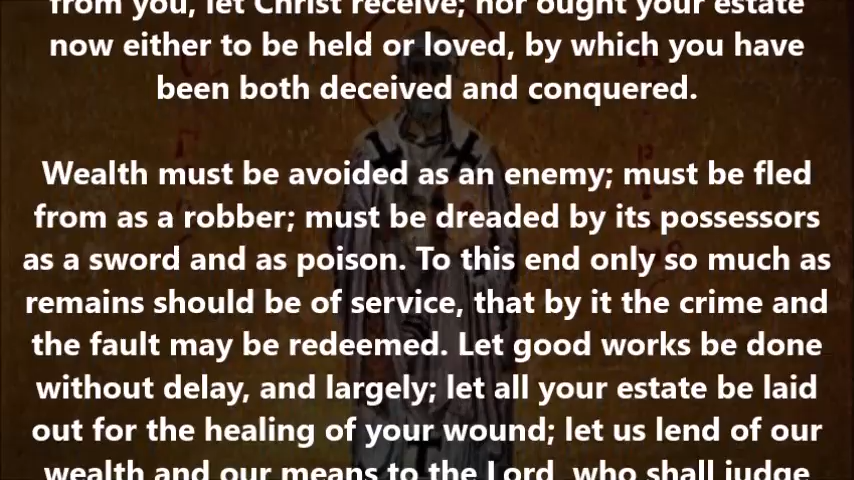 from you, let Christ receive; nor ought your estate
now either to be held or loved, by which you have
been both deceived and conquered.
Wealth must be avoided as an enemy; must be fled
from as a robber; must be dreaded by its possessors
as a sword and as poison. To this end only so much as
remains should be of service, that by it the crime and
the fault may be redeemed. Let good works be done
without delay, and largely; let all your estate be laid
out for the healing of your wound; let us lend of our
wealth and our means to the Lord, who shall judge